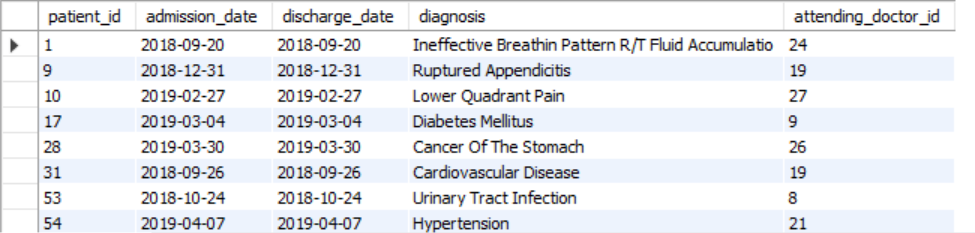 patient_id admission_date discharge_date diagnosis attending_doctor_id
1 2018-09-20 2018-09-20 Ineffective Breathin Pattern R/T Fluid Accumulatio 24
9 2018-12-31 2018-12-31 Ruptured Appendicitis 19
10 2019-02-27 2019-02-27 Lower Quadrant Pain 27
17 2019-03-04 2019-03-04 Diabetes Mellitus 9
28 2019-03-30 2019-03-30 Cancer Of The Stomach 26
31 2018-09-26 2018-09-26 Cardiovascular Disease 19
53 2018-10-24 2018-10-24 Urinary Tract Infection 8
54 2019-04-07 2019-04-07 Hypertension 21